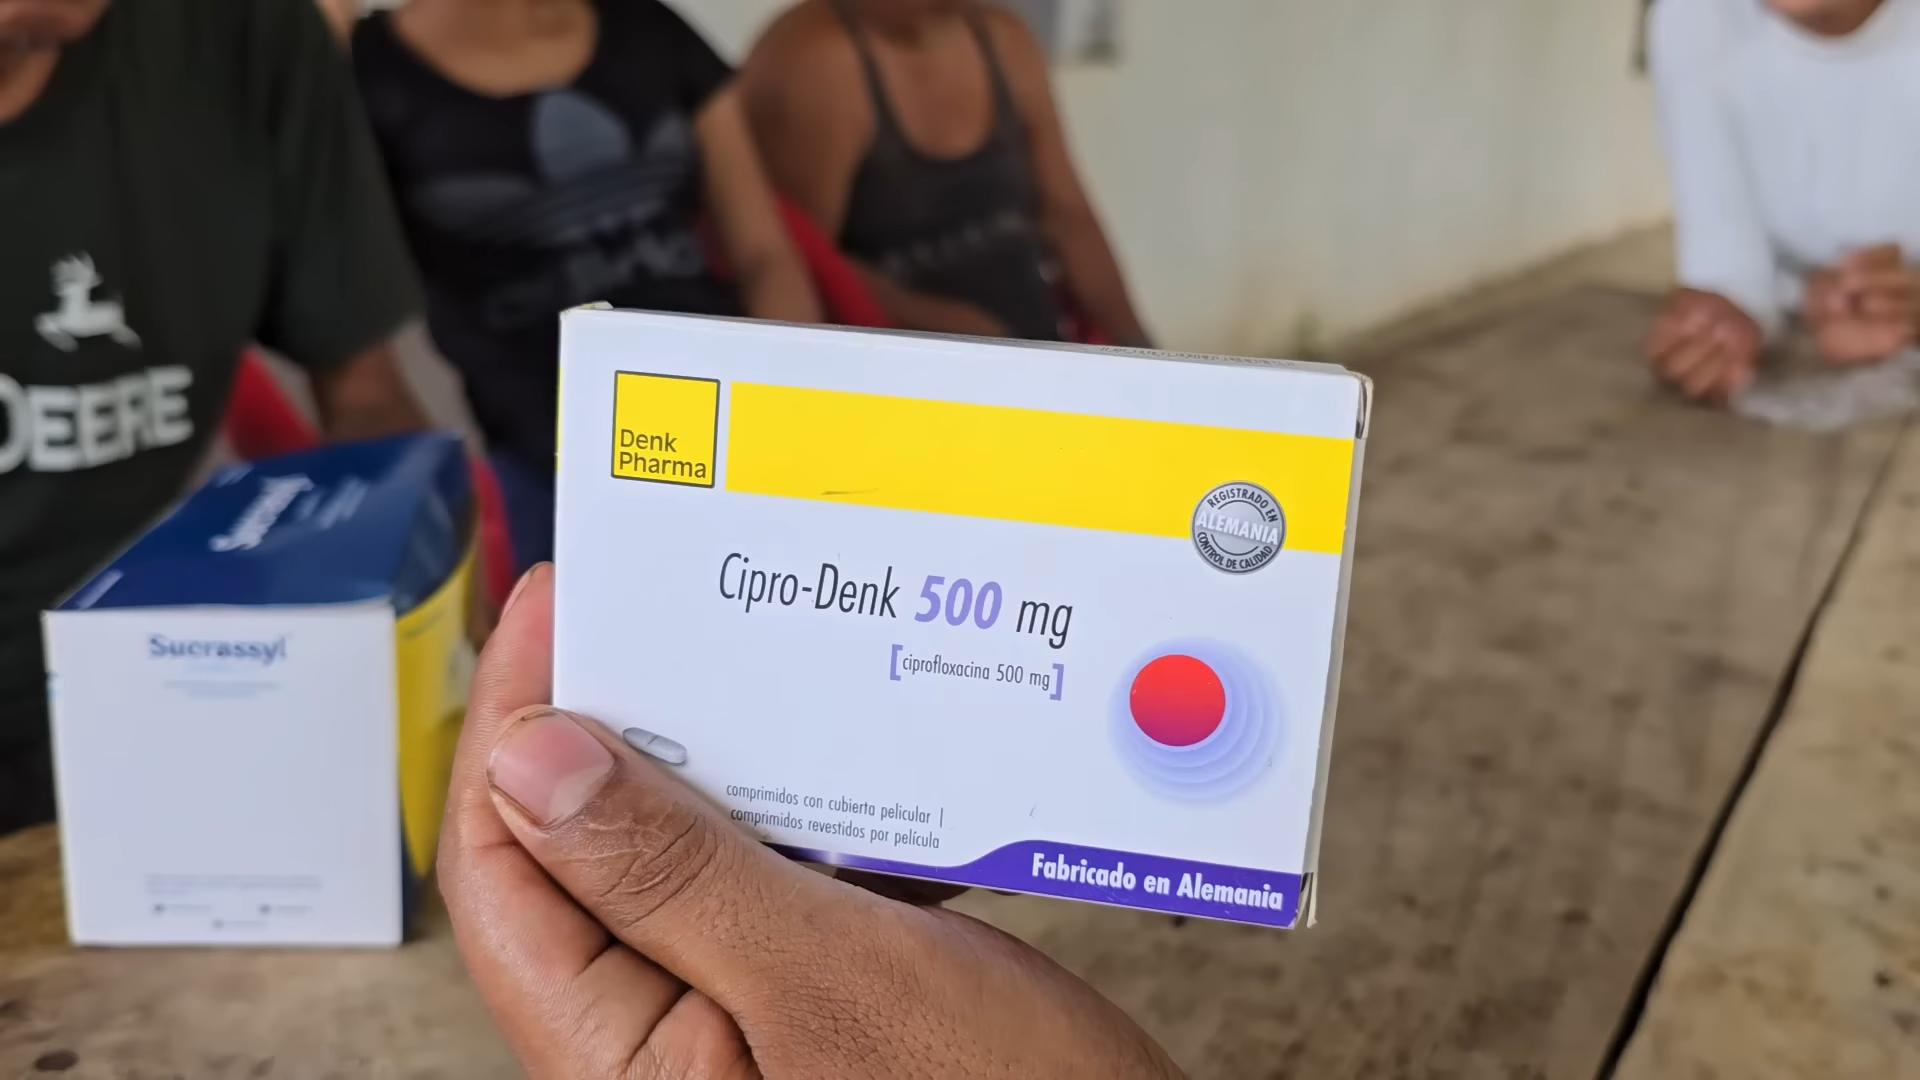 DEERE
Sucrassyl
Sucrassyl
Denk
Pharma
REGISTRADO EN
ALEMANIA
CONTROL DE CALIDAD
Cipro-Denk 500 mg
[ciprofloxacina 500 mg]
comprimidos con cubierta pelicular |
comprimidos revestidos por película
Fabricado en Alemania